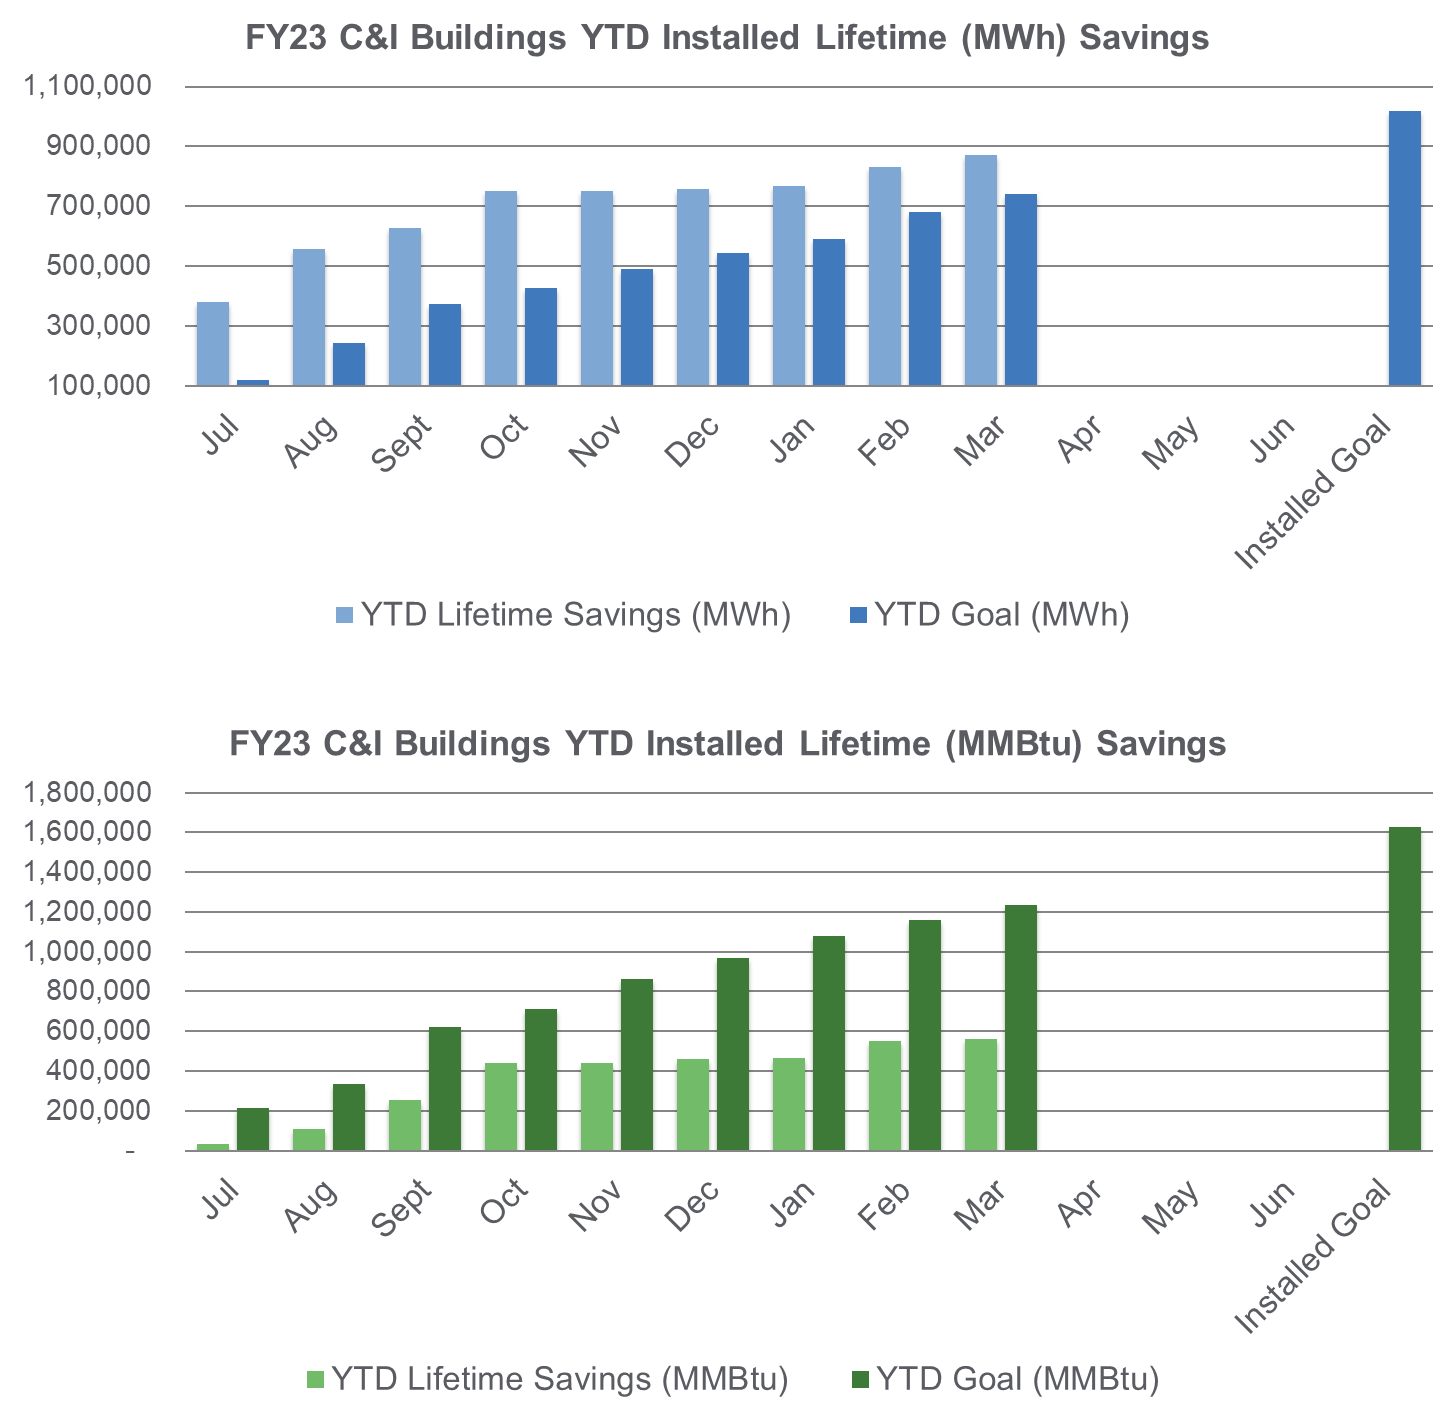 FY23 C&I Buildings YTD Installed Lifetime (MWh) Savings
1,100,000
900,000
700,000
500,000
300,000
100,000
Jul Aug Sept Oct Nov Dec Jan Feb Mar Apr May Jun Installed Goal
YTD Lifetime Savings (MWh) YTD Goal (MWh)
FY23 C&I Buildings YTD Installed Lifetime (MMBtu) Savings
1,800,000
1,600,000
1,400,000
1,200,000
1,000,000
800,000
600,000
400,000
200,000
-
Jul Aug Sept Oct Nov Dec Jan Feb Mar Apr May Jun Installed Goal
YTD Lifetime Savings (MMBtu) YTD Goal (MMBtu)